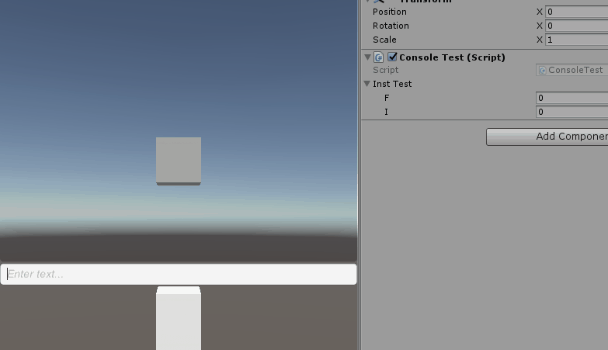 Transform
Position X 0
Rotation X 0
Scale X 1
Console Test (Script)
Script ConsoleTest
Inst Test
F 0
I 0
Add Componen
Enter text...